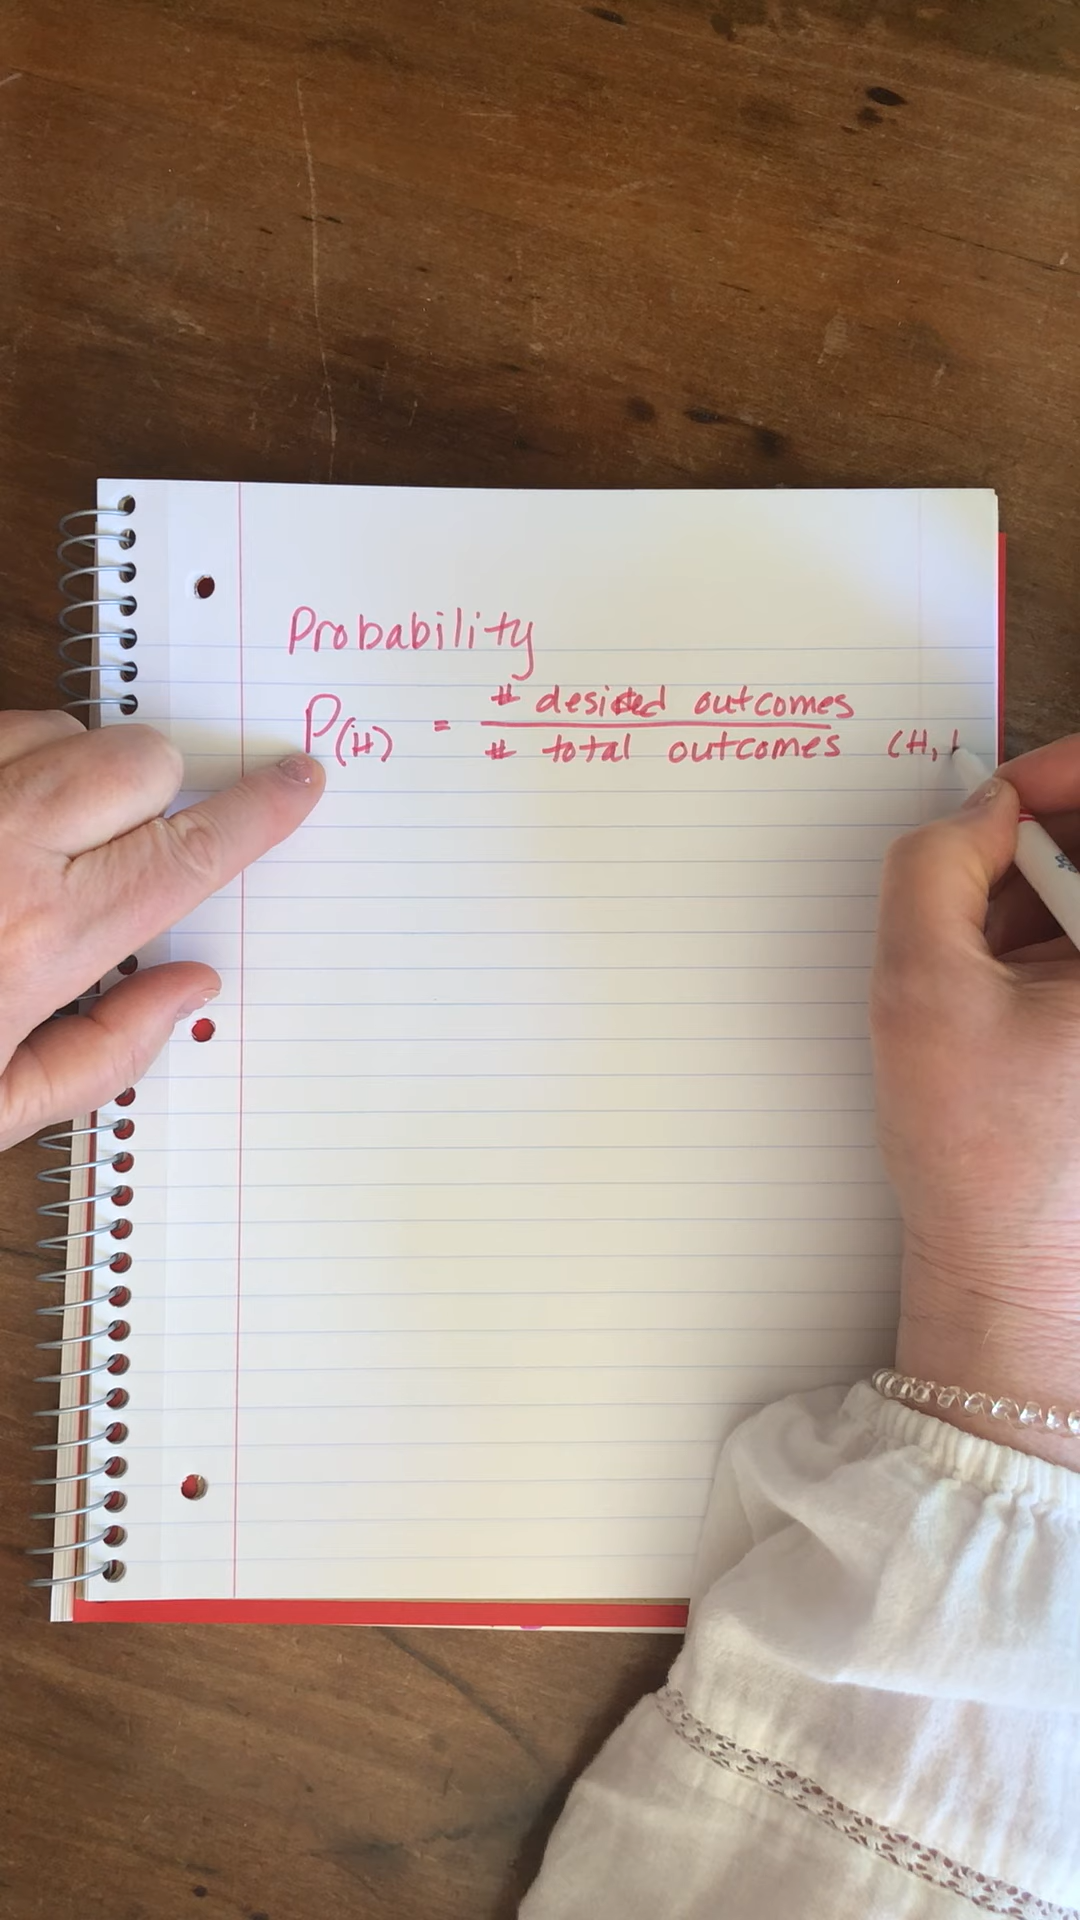 Probability
P(H) = # desired outcomes
# total outcomes (H,